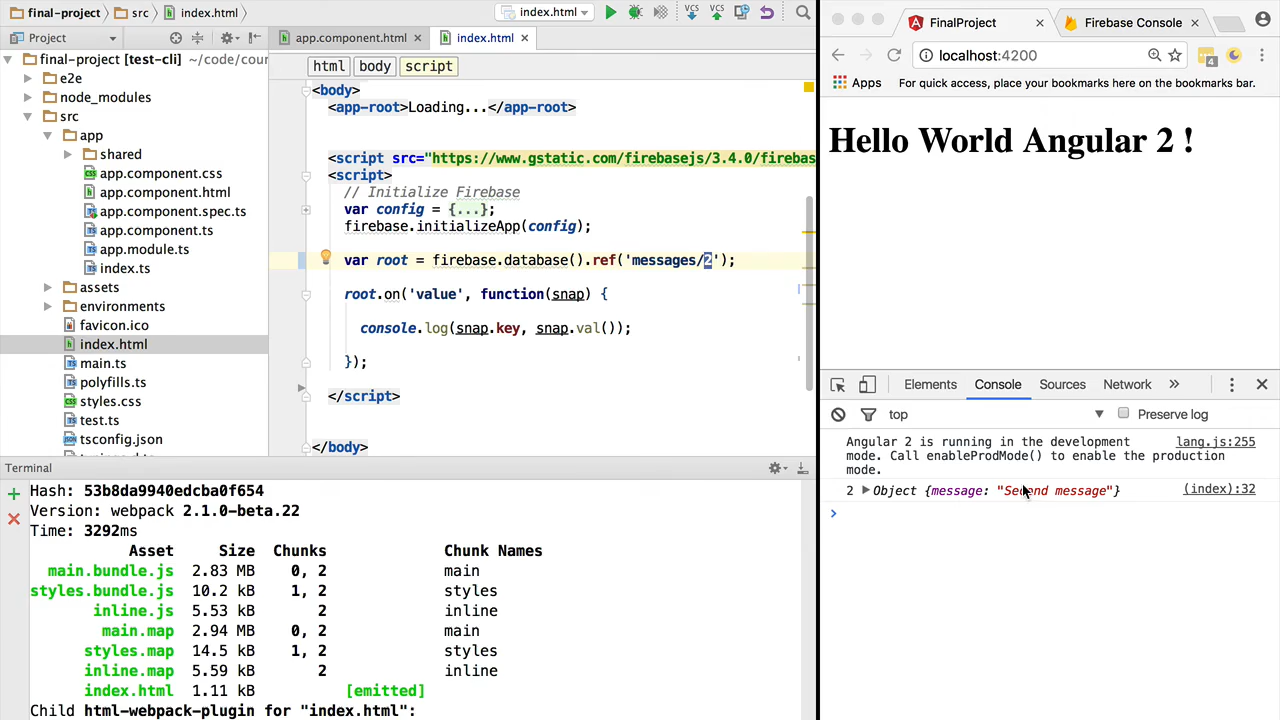 final-project
src
index.html
index.html
VCS
VCS
Project
final-project [test-cli] ~/code/cour
e2e
node_modules
src
app
shared
app.component.css
app.component.html
app.component.spec.ts
app.component.ts
app.module.ts
index.ts
assets
environments
favicon.ico
index.html
main.ts
polyfills.ts
styles.css
test.ts
tsconfig.json
app.component.html
index.html
html
body
script
<body>
<app-root>Loading...</app-root>
<script src="https://www.gstatic.com/firebasejs/3.4.0/firebas
<script>
// Initialize Firebase
var config = {...};
firebase.initializeApp(config);
var root = firebase.database().ref('messages/2');
root.on('value', function(snap) {
console.log(snap.key, snap.val());
});
</script>
</body>
Terminal
Hash: 53b8da9940edcba0f654
Version: webpack 2.1.0-beta.22
Time: 3292ms
Asset Size Chunks Chunk Names
main.bundle.js 2.83 MB 0, 2 main
styles.bundle.js 10.2 kB 1, 2 styles
inline.js 5.53 kB 2 inline
main.map 2.94 MB 0, 2 main
styles.map 14.5 kB 1, 2 styles
inline.map 5.59 kB 2 inline
index.html 1.11 kB [emitted]
Child html-webpack-plugin for "index.html":
FinalProject
Firebase Console
localhost:4200
4
Apps
For quick access, place your bookmarks here on the bookmarks bar.
Hello World Angular 2 !
Elements Console Sources Network
top
Preserve log
Angular 2 is running in the development lang.js:255
mode. Call enableProdMode() to enable the production
mode.
2 Object {message: "Second message"} (index):32